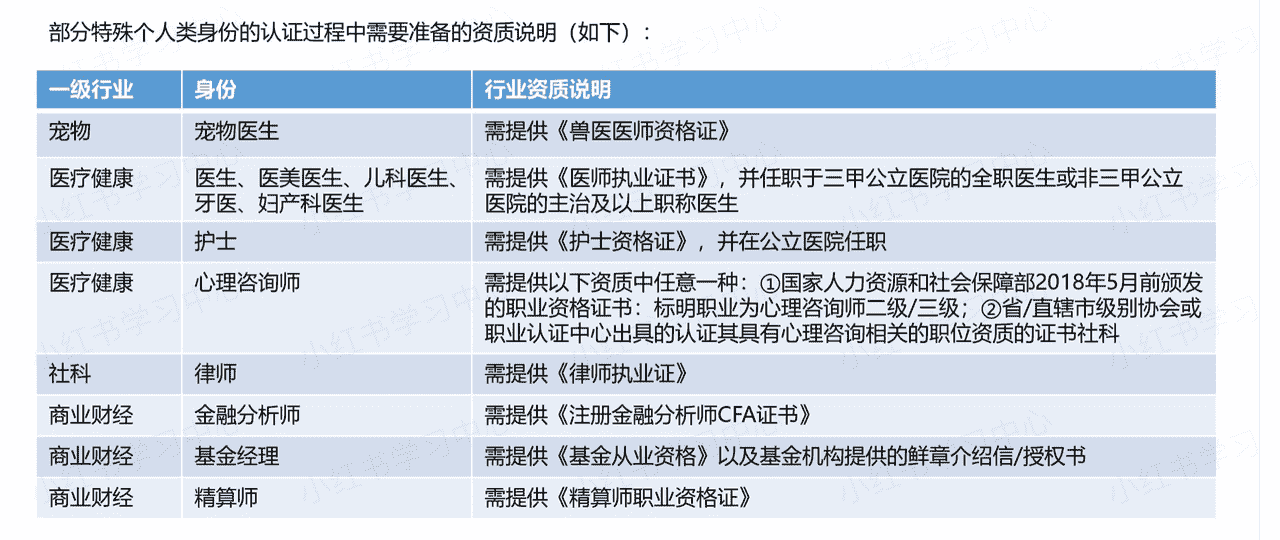 部分特殊个人类身份的认证过程中需要准备的资质说明（如下）：
一级行业 身份 行业资质说明
宠物 宠物医生 需提供《兽医医师资格证》
医疗健康 医生、医美医生、儿科医生、 需提供《医师执业证书》，并任职于三甲公立医院的全职医生或非三甲公立
牙医、妇产科医生 医院的主治及以上职称医生
医疗健康 护士 需提供《护士资格证》，并在公立医院任职
医疗健康 心理咨询师 需提供以下资质中任意一种：①国家人力资源和社会保障部2018年5月前颁发
的职业资格证书：标明职业为心理咨询师二级/三级；②省/直辖市级别协会或
职业认证中心出具的认证其具有心理咨询相关的职位资质的证书社科
社科 律师 需提供《律师执业证》
商业财经 金融分析师 需提供《注册金融分析师CFA证书》
商业财经 基金经理 需提供《基金从业资格》以及基金机构提供的鲜章介绍信/授权书
商业财经 精算师 需提供《精算师职业资格证》
小红书学习中心